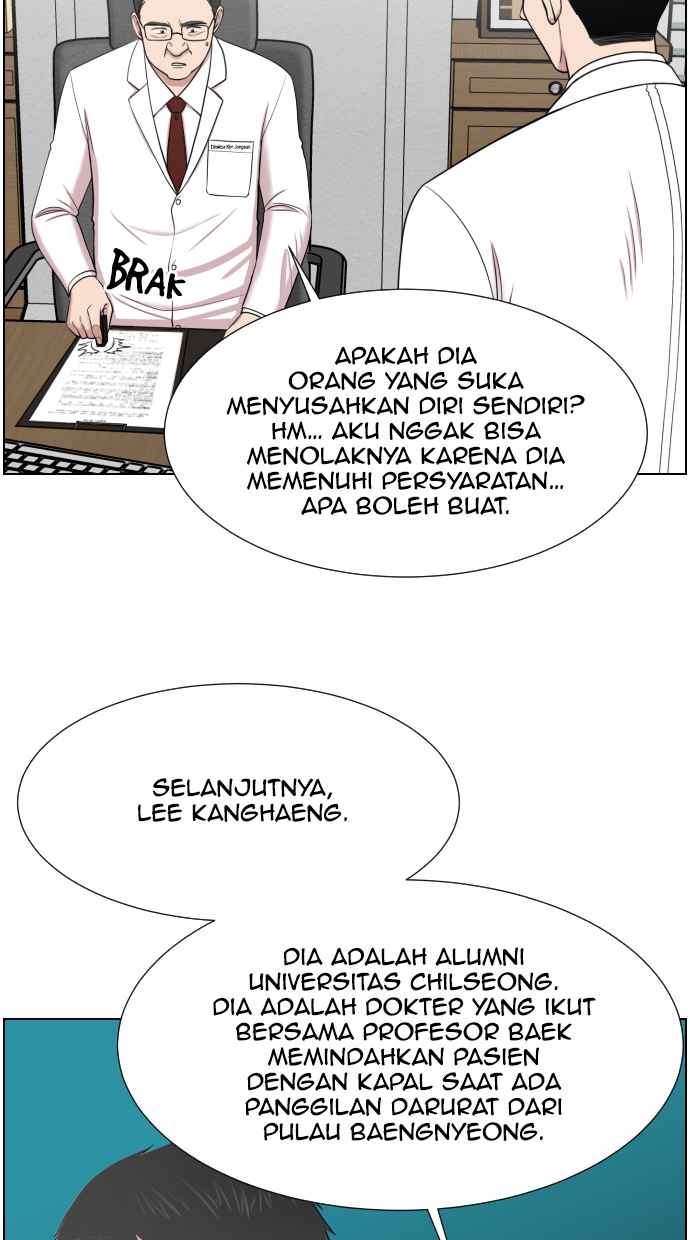 BRAK
APAKAH DIA
ORANG YANG SUKA
MENYUSAHKAN DIRI SENDIRI?
HM... AKU NGGAK BISA
MENOLAKNYA KARENA DIA
MEMENUHI PERSYARATAN...
APA BOLEH BUAT.
SELANJUTNYA,
LEE KANGHAENG.
DIA ADALAH ALUMNI
UNIVERSITAS CHILSEONG.
DIA ADALAH DOKTER YANG IKUT
BERSAMA PROFESOR BAEK
MEMINDAHKAN PASIEN
DENGAN KAPAL SAAT ADA
PANGGILAN DARURAT DARI
PULAU BAENGNYEONG.